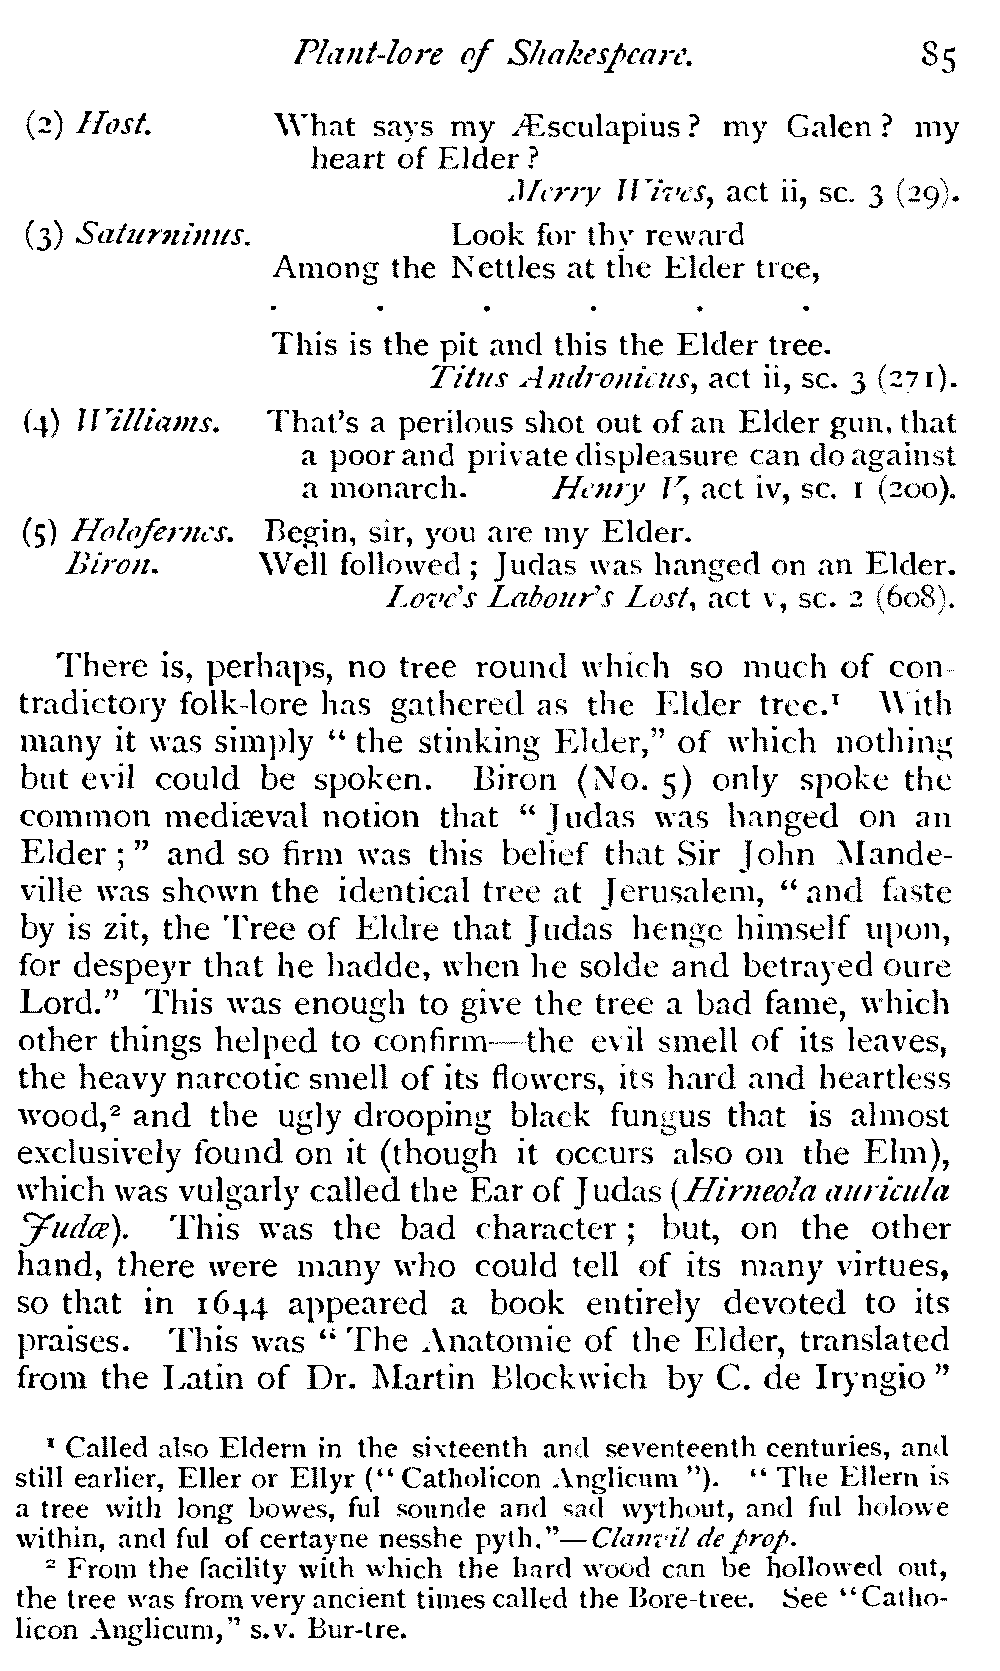 Plant-lore of Shakespeare. 85
(2) Host. What says my Æsculapius? my Galen? my
heart of Elder?
Merry Wives, act ii, sc. 3 (29).
(3) Saturninus. Look for thy reward
Among the Nettles at the Elder tree,
. . . . . .
This is the pit and this the Elder tree.
Titus Andronicus, act ii, sc. 3 (271).
(4) Williams. That's a perilous shot out of an Elder gun, that
a poor and private displeasure can do against
a monarch. Henry V, act iv, sc. 1 (200).
(5) Holofernes. Begin, sir, you are my Elder.
Biron. Well followed; Judas was hanged on an Elder.
Love's Labour's Lost, act v, sc. 2 (608).
There is, perhaps, no tree round which so much of con-
tradictory folk-lore has gathered as the Elder tree.¹ With
many it was simply "the stinking Elder," of which nothing
but evil could be spoken. Biron (No. 5) only spoke the
common mediæval notion that "Judas was hanged on an
Elder;" and so firm was this belief that Sir John Mande-
ville was shown the identical tree at Jerusalem, "and faste
by is zit, the Tree of Eldre that Judas henge himself upon,
for despeyr that he hadde, when he solde and betrayed oure
Lord." This was enough to give the tree a bad fame, which
other things helped to confirm—the evil smell of its leaves,
the heavy narcotic smell of its flowers, its hard and heartless
wood,² and the ugly drooping black fungus that is almost
exclusively found on it (though it occurs also on the Elm),
which was vulgarly called the Ear of Judas (Hirneola auricula
Judæ). This was the bad character; but, on the other
hand, there were many who could tell of its many virtues,
so that in 1644 appeared a book entirely devoted to its
praises. This was "The Anatomie of the Elder, translated
from the Latin of Dr. Martin Blockwich by C. de Iryngio"
¹ Called also Eldern in the sixteenth and seventeenth centuries, and
still earlier, Eller or Ellyr ("Catholicon Anglicum"). "The Ellern is
a tree with long bowes, ful sounde and sad wythout, and ful holowe
within, and ful of certayne nesshe pyth."—Clanvil de prop.
² From the facility with which the hard wood can be hollowed out,
the tree was from very ancient times called the Bore-tree. See "Catho-
licon Anglicum," s.v. Bur-tre.